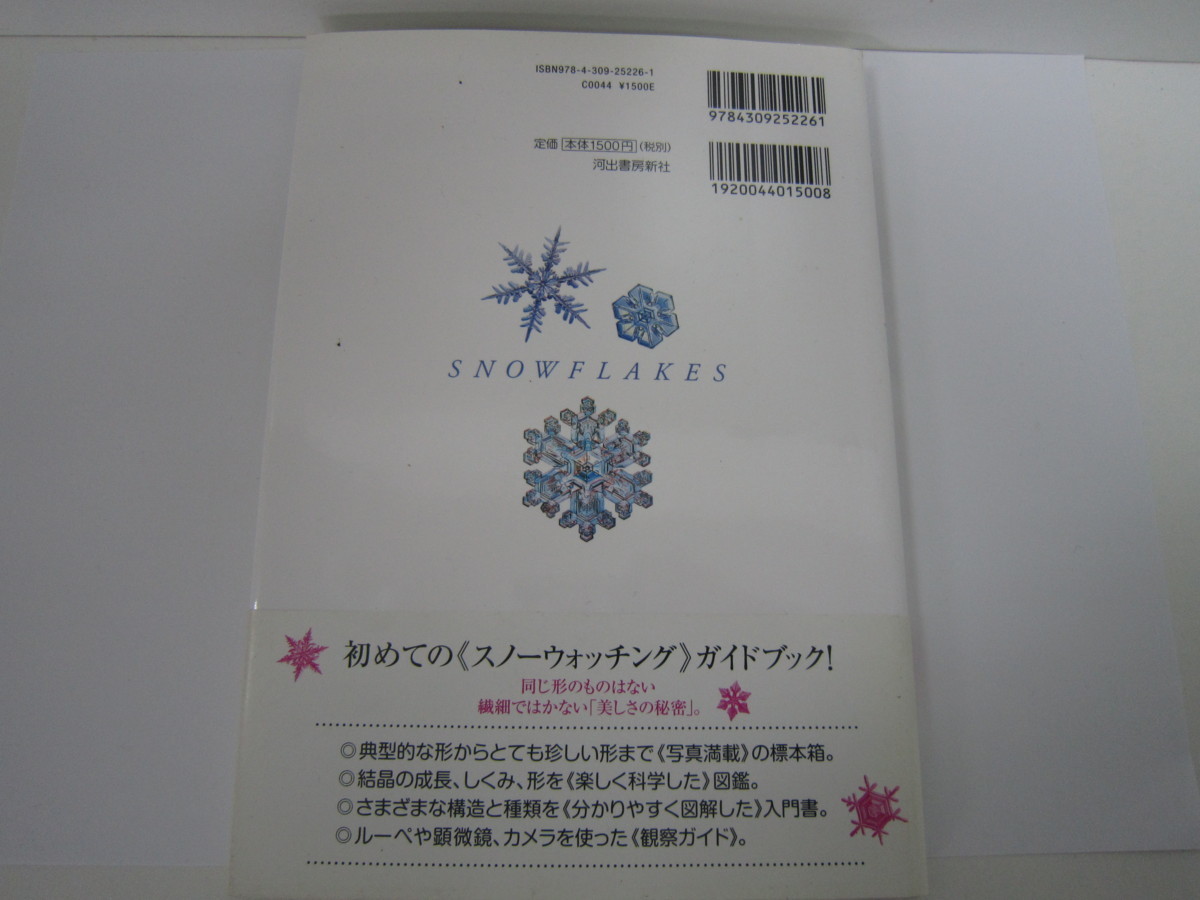 ISBN978-4-309-25226-1
C0044 ¥1500E
9784309252261
定価 本体1500円(税別)
河出書房新社
1920044015008
SNOWFLAKES
初めての《スノーウォッチング》ガイドブック!
同じ形のものはない
繊細ではかない「美しさの秘密」。
◎典型的な形からとても珍しい形まで《写真満載》の標本箱。
◎結晶の成長、しくみ、形を《楽しく科学した》図鑑。
◎さまざまな構造と種類を《分かりやすく図解した》入門書。
◎ルーペや顕微鏡、カメラを使った《観察ガイド》。